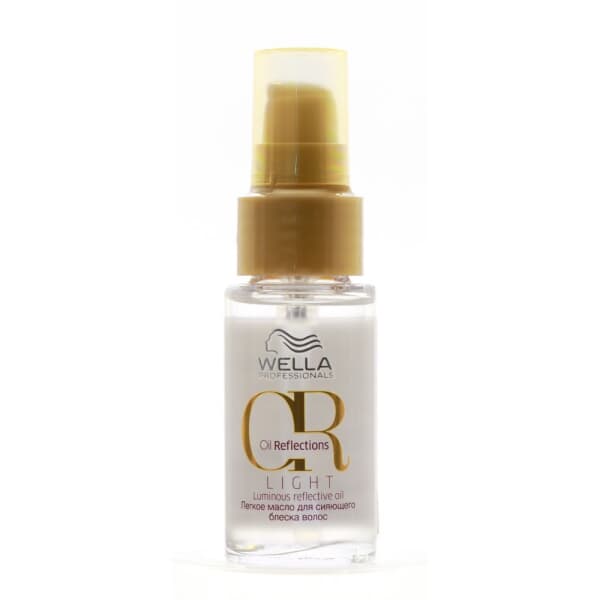 WELLA
PROFESSIONALS
OR
Oil Reflections
LIGHT
Luminous reflective oil
Легкое масло для сияющего
блеска волос